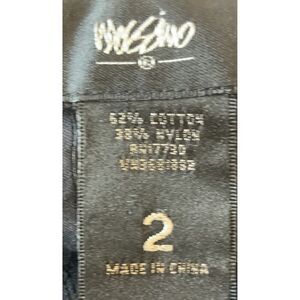 mossimo
62% COTTON
38% NYLON
RN17730
2
MADE IN CHINA